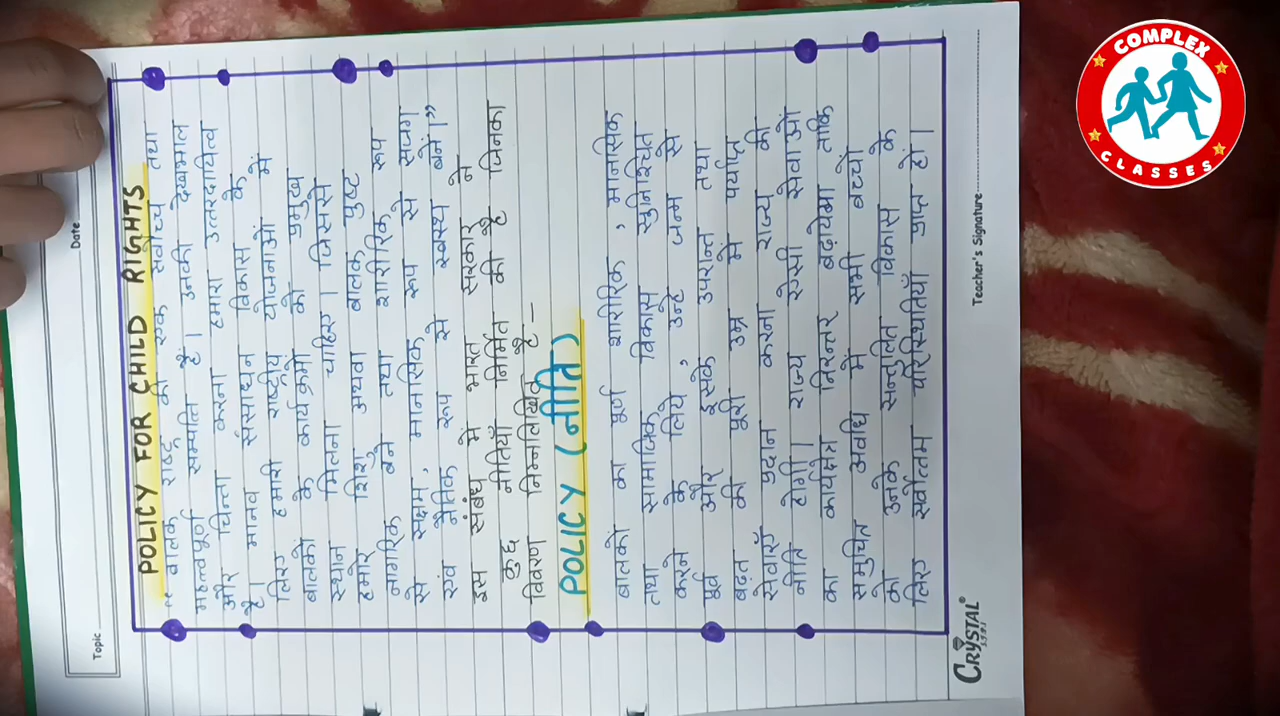 Topic
Date
POLICY FOR CHILD RIGHTS
“ बालक राष्ट्र की एक सर्वोच्च तथा
महत्वपूर्ण सम्पत्ति हैं। उनकी देखभाल
और चिन्ता करना हमारा उत्तरदायित्व
है। मानव संसाधन विकास के
लिए हमारी राष्ट्रीय योजनाओं में
बालकों के कार्यक्रमों को प्रमुख
स्थान मिलना चाहिए। जिससे
हमारे शिशु अथवा बालक पुष्ट
नागरिक बनें तथा शारीरिक रूप
से सक्षम, मानसिक रूप से सजग
एवं नैतिक रूप से स्वस्थ बनें।”
इस संबंध में भारत सरकार ने
कुछ नीतियाँ निर्मित की है जिनका
विवरण निम्नलिखित है –
POLICY (नीति)
बालकों का पूर्ण शारीरिक, मानसिक
तथा सामाजिक विकास सुनिश्चित
करने के लिये, उन्हें जन्म से
पूर्व और इसके उपरान्त तथा
बढ़त की पूरी उम्र में पर्याप्त
सेवाएँ प्रदान करना राज्य की
नीति होगी। राज्य ऐसी सेवाओं
का कार्यक्षेत्र निरन्तर बढ़ायेगा ताकि
समुचित अवधि में सभी बच्चों
को उनके सन्तुलित विकास के
लिए सर्वोत्तम परिस्थितियाँ प्राप्त हों।
CRYSTAL
Teacher's Signature
COMPLEX
CLASSES